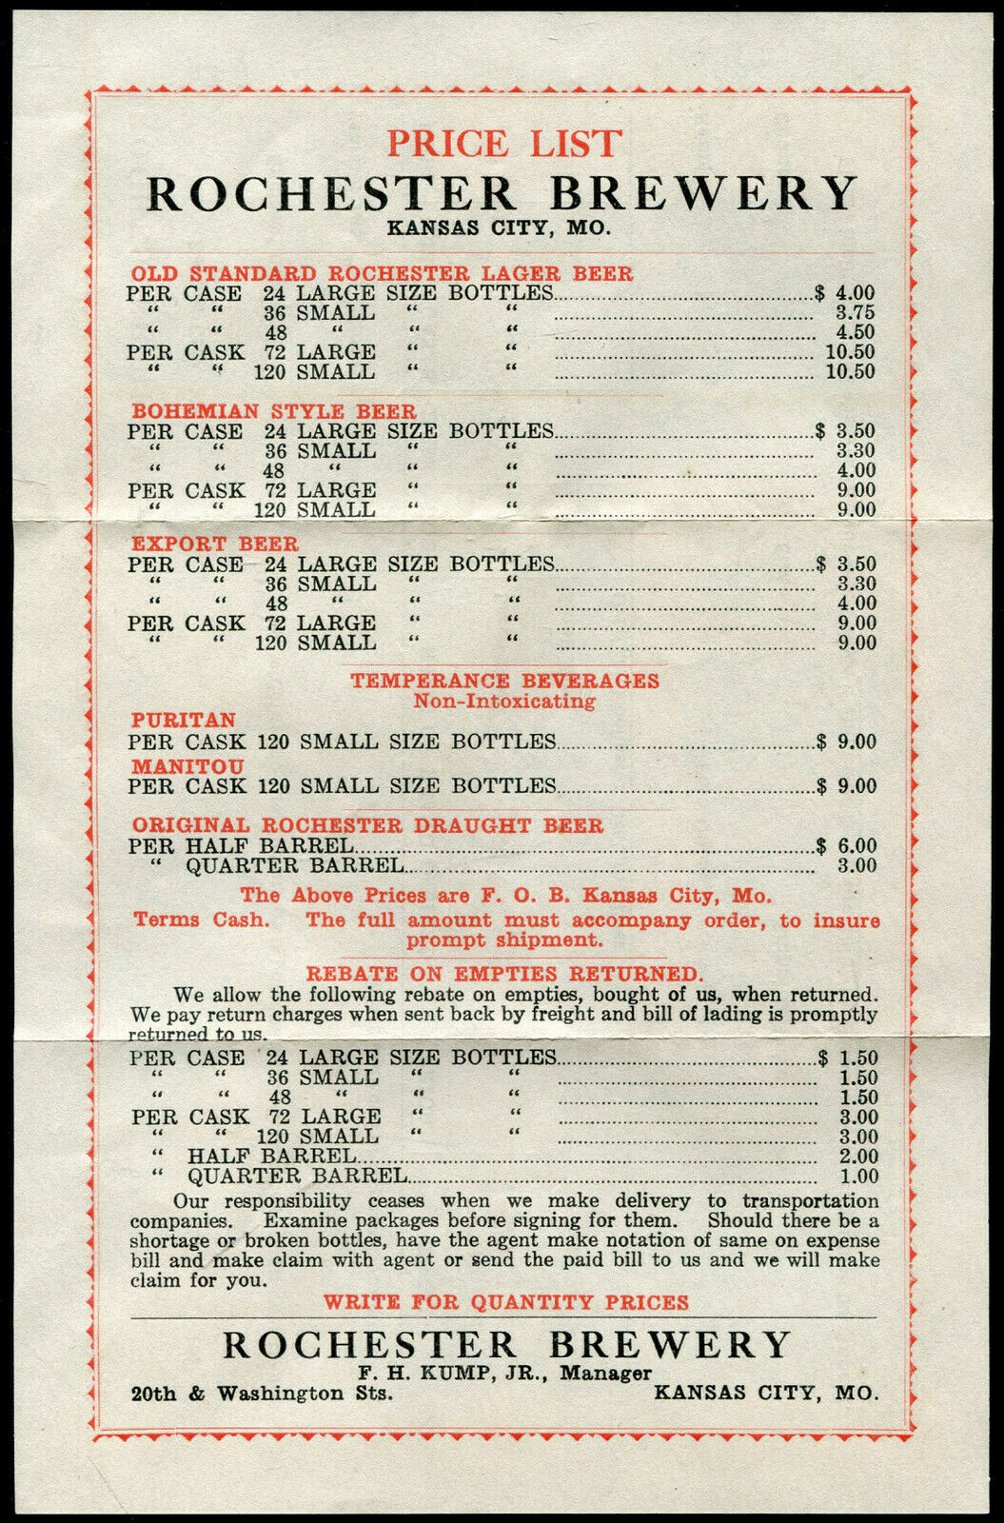 PRICE LIST
ROCHESTER BREWERY
KANSAS CITY, MO.
OLD STANDARD ROCHESTER LAGER BEER
PER CASE 24 LARGE SIZE BOTTLES....................$ 4.00
“ “ 36 SMALL “ “ .................... 3.75
“ “ 48 “ “ “ .................... 4.50
PER CASK 72 LARGE “ “ .................... 10.50
“ “ 120 SMALL “ “ .................... 10.50
BOHEMIAN STYLE BEER
PER CASE 24 LARGE SIZE BOTTLES....................$ 3.50
“ “ 36 SMALL “ “ .................... 3.30
“ “ 48 “ “ “ .................... 4.00
PER CASK 72 LARGE “ “ .................... 9.00
“ “ 120 SMALL “ “ .................... 9.00
EXPORT BEER
PER CASE 24 LARGE SIZE BOTTLES....................$ 3.50
“ “ 36 SMALL “ “ .................... 3.30
“ “ 48 “ “ “ .................... 4.00
PER CASK 72 LARGE “ “ .................... 9.00
“ “ 120 SMALL “ “ .................... 9.00
TEMPERANCE BEVERAGES
Non-Intoxicating
PURITAN
PER CASK 120 SMALL SIZE BOTTLES....................$ 9.00
MANITOU
PER CASK 120 SMALL SIZE BOTTLES....................$ 9.00
ORIGINAL ROCHESTER DRAUGHT BEER
PER HALF BARREL....................$ 6.00
“ QUARTER BARREL.................... 3.00
The Above Prices are F. O. B. Kansas City, Mo.
Terms Cash. The full amount must accompany order, to insure
prompt shipment.
REBATE ON EMPTIES RETURNED.
We allow the following rebate on empties, bought of us, when returned.
We pay return charges when sent back by freight and bill of lading is promptly
returned to us.
PER CASE 24 LARGE SIZE BOTTLES....................$ 1.50
“ “ 36 SMALL “ “ .................... 1.50
“ “ 48 “ “ “ .................... 1.50
PER CASK 72 LARGE “ “ .................... 3.00
“ “ 120 SMALL “ “ .................... 3.00
“ HALF BARREL.................... 2.00
“ QUARTER BARREL.................... 1.00
Our responsibility ceases when we make delivery to transportation
companies. Examine packages before signing for them. Should there be a
shortage or broken bottles, have the agent make notation of same on expense
bill and make claim with agent or send the paid bill to us and we will make
claim for you.
WRITE FOR QUANTITY PRICES
ROCHESTER BREWERY
F. H. KUMP, JR., Manager
20th & Washington Sts. KANSAS CITY, MO.